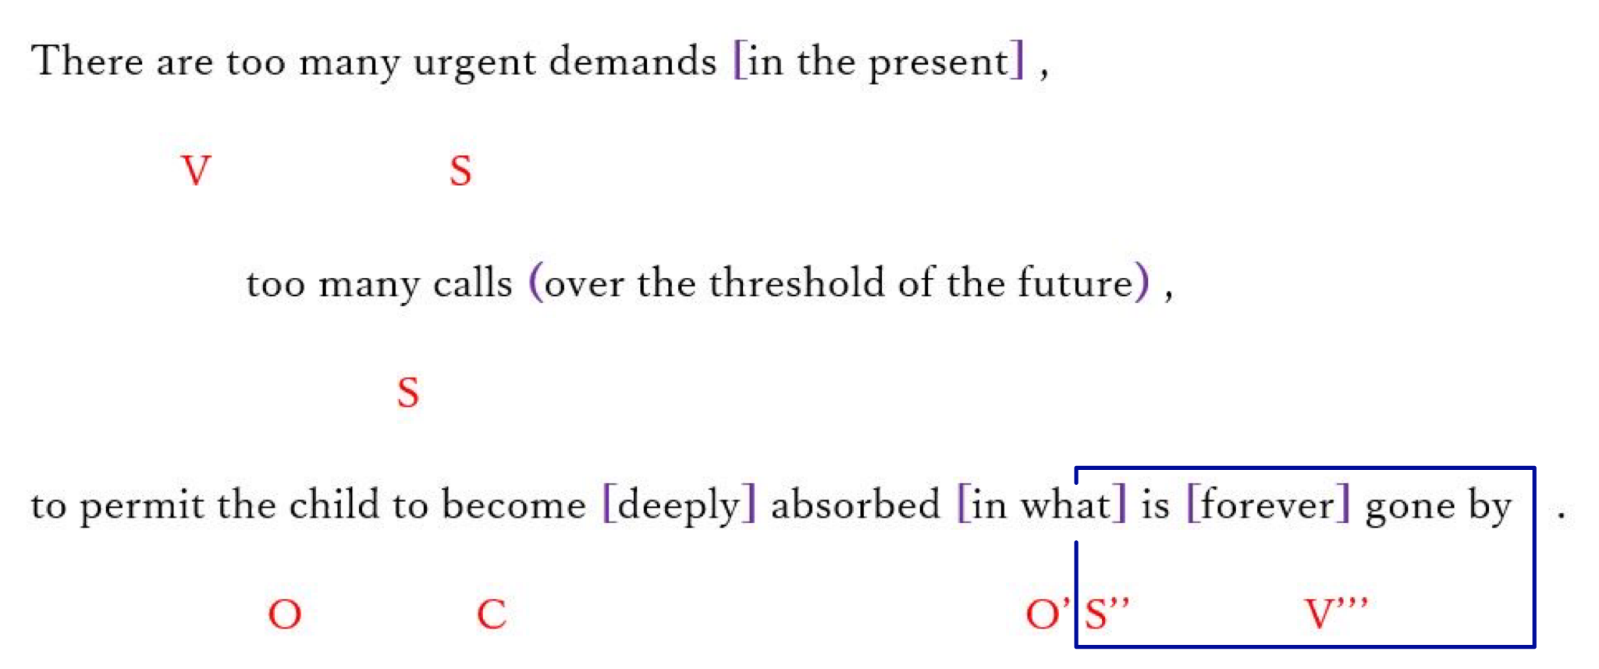 There are too many urgent demands [in the present] ,
V S
too many calls (over the threshold of the future) ,
S
to permit the child to become [deeply] absorbed [in what] is [forever] gone by .
O C O’ S’’ V’’’